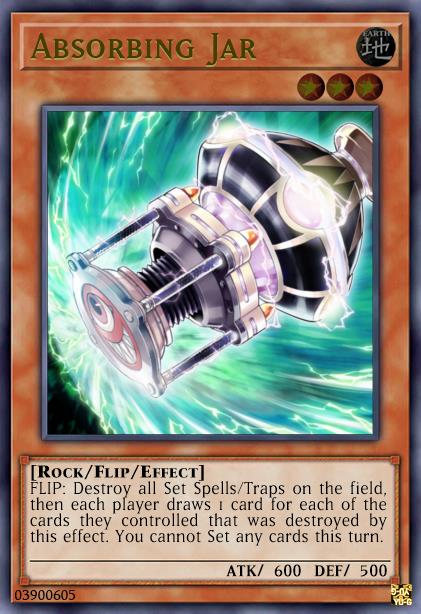 Absorbing Jar
EARTH
地
[Rock/Flip/Effect]
FLIP: Destroy all Set Spells/Traps on the field,
then each player draws 1 card for each of the
cards they controlled that was destroyed by
this effect. You cannot Set any cards this turn.
ATK/ 600 DEF/ 500
03900605